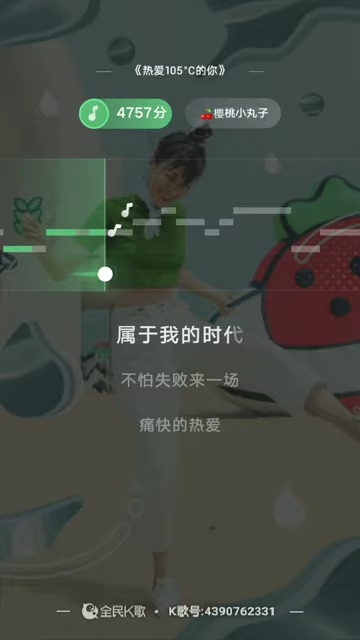 《热爱105°C的你》
4757分
🍒樱桃小丸子
属于我的时代
不怕失败来一场
痛快的热爱
全民K歌 • K歌号:4390762331